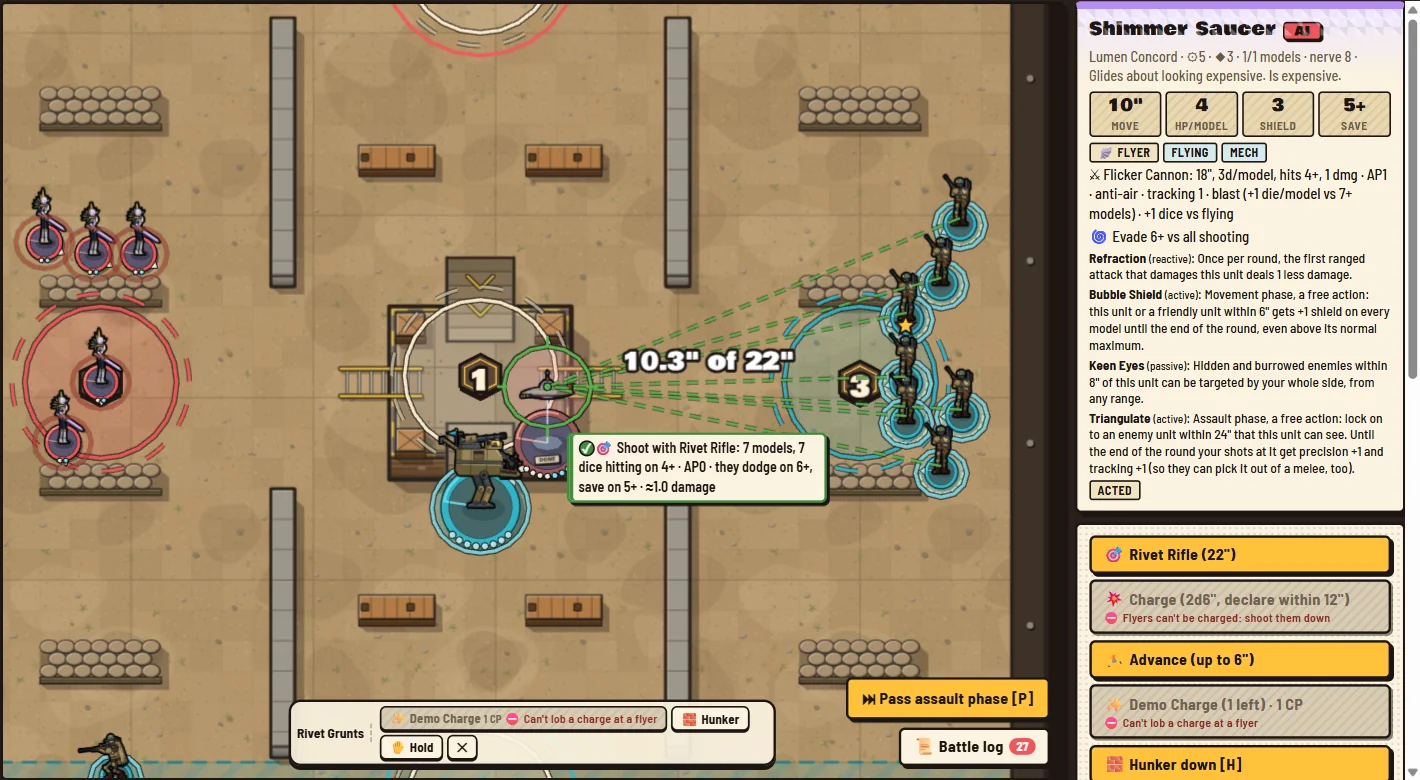 1
3
10.3" of 22"
DONE
Shoot with Rivet Rifle: 7 models, 7
dice hitting on 4+ · AP0 · they dodge on 6+,
save on 5+ · ≈1.0 damage
Rivet Grunts
Demo Charge 1 CP Can't lob a charge at a flyer
Hunker
Hold
Pass assault phase [P]
Battle log 27
Shimmer Saucer AI
Lumen Concord · 5 · ◆3 · 1/1 models · nerve 8 ·
Glides about looking expensive. Is expensive.
10" 4 3 5+
MOVE HP/MODEL SHIELD SAVE
FLYER FLYING MECH
Flicker Cannon: 18", 3d/model, hits 4+, 1 dmg · AP1
· anti-air · tracking 1 · blast (+1 die/model vs 7+
models) · +1 dice vs flying
Evade 6+ vs all shooting
Refraction (reactive): Once per round, the first ranged
attack that damages this unit deals 1 less damage.
Bubble Shield (active): Movement phase, a free action:
this unit or a friendly unit within 6" gets +1 shield on every
model until the end of the round, even above its normal
maximum.
Keen Eyes (passive): Hidden and burrowed enemies within
8" of this unit can be targeted by your whole side, from
any range.
Triangulate (active): Assault phase, a free action: lock on
to an enemy unit within 24" that this unit can see. Until
the end of the round your shots at it get precision +1 and
tracking +1 (so they can pick it out of a melee, too).
ACTED
Rivet Rifle (22")
Charge (2d6", declare within 12")
Flyers can't be charged: shoot them down
Advance (up to 6")
Demo Charge (1 left) · 1 CP
Can't lob a charge at a flyer
Hunker down [H]